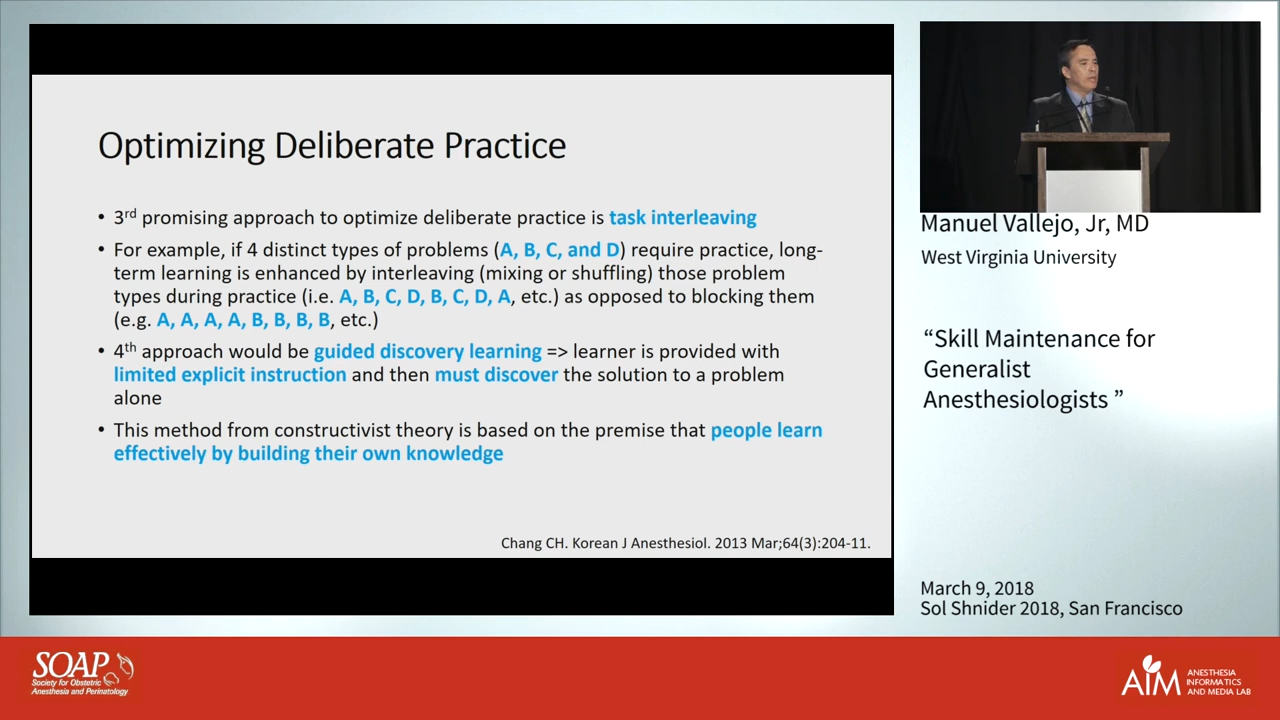 Optimizing Deliberate Practice
• 3rd promising approach to optimize deliberate practice is task interleaving
• For example, if 4 distinct types of problems (A, B, C, and D) require practice, long-
term learning is enhanced by interleaving (mixing or shuffling) those problem
types during practice (i.e. A, B, C, D, B, C, D, A, etc.) as opposed to blocking them
(e.g. A, A, A, A, B, B, B, B, etc.)
• 4th approach would be guided discovery learning => learner is provided with
limited explicit instruction and then must discover the solution to a problem
alone
• This method from constructivist theory is based on the premise that people learn
effectively by building their own knowledge
Chang CH. Korean J Anesthesiol. 2013 Mar;64(3):204-11.
Manuel Vallejo, Jr, MD
West Virginia University
“Skill Maintenance for
Generalist
Anesthesiologists ”
March 9, 2018
Sol Shnider 2018, San Francisco
SOAP
Society for Obstetric
Anesthesia and Perinatology
AIM
ANESTHESIA
INFORMATICS
AND MEDIA LAB